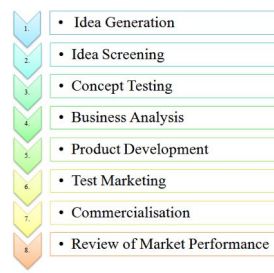 1. • Idea Generation
2. • Idea Screening
3. • Concept Testing
4. • Business Analysis
5. • Product Development
6. • Test Marketing
7. • Commercialisation
8. • Review of Market Performance